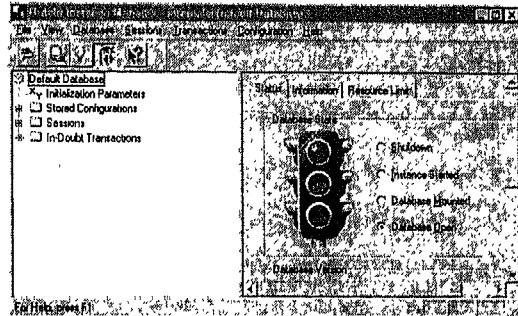 File View Database Sessions Transactions Configuration Help
Default Database
Initialization Parameters
Stored Configurations
Sessions
In-Doubt Transactions
Status Information Resource Limit
Database State
Shutdown
Instance Started
Database Mounted
Database Open
Database Version
For Help, press F1